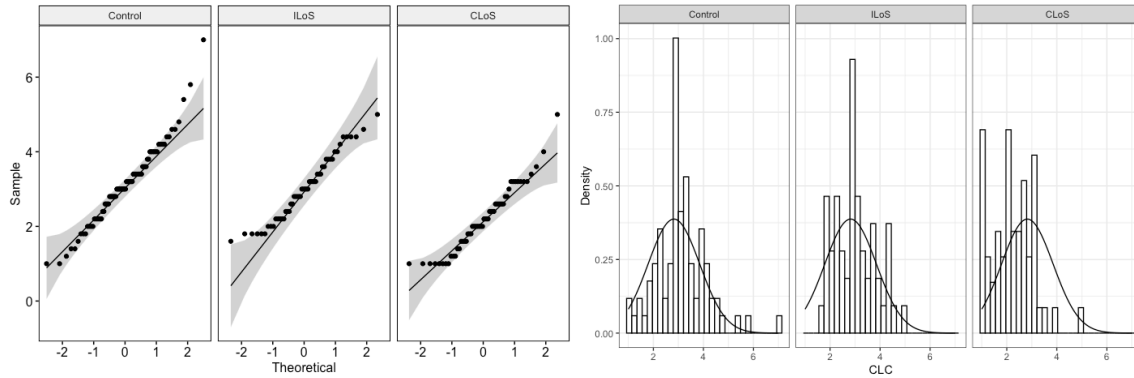 Control ILoS CLoS
6
4
2
0
Sample
-2 -1 0 1 2 -2 -1 0 1 2 -2 -1 0 1 2
Theoretical
Control ILoS CLoS
1.00
0.75
0.50
0.25
0.00
Density
2 4 6 2 4 6 2 4 6
CLC